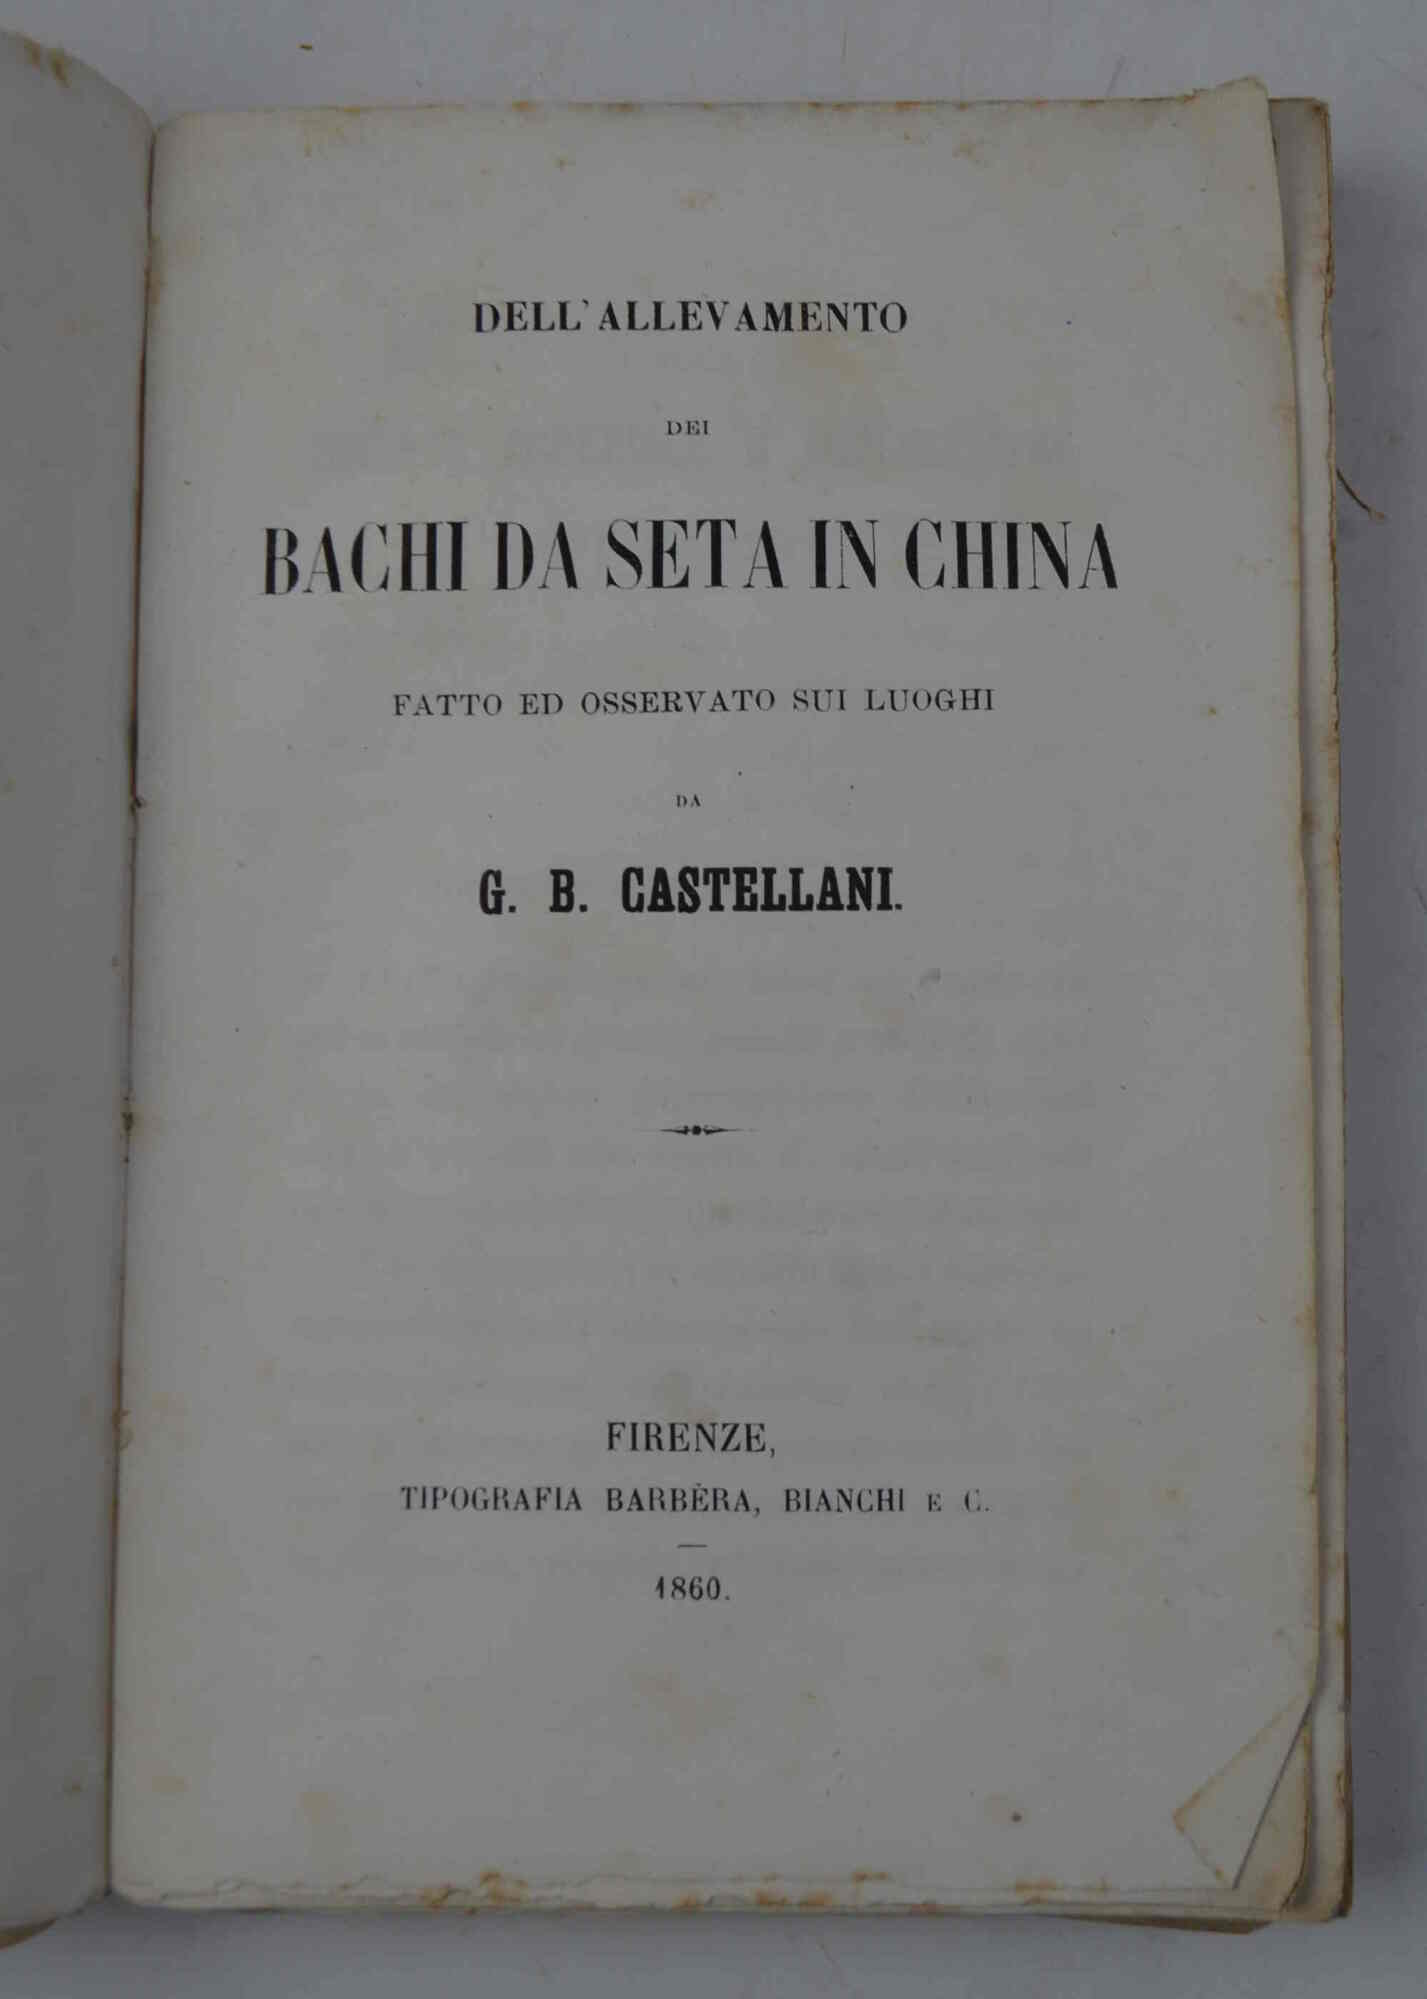 DELL'ALLEVAMENTO
DEI
BACHI DA SETA IN CHINA
FATTO ED OSSERVATO SUI LUOGHI
DA
G. B. CASTELLANI.
FIRENZE,
TIPOGRAFIA BARBÈRA, BIANCHI E C.
1860.